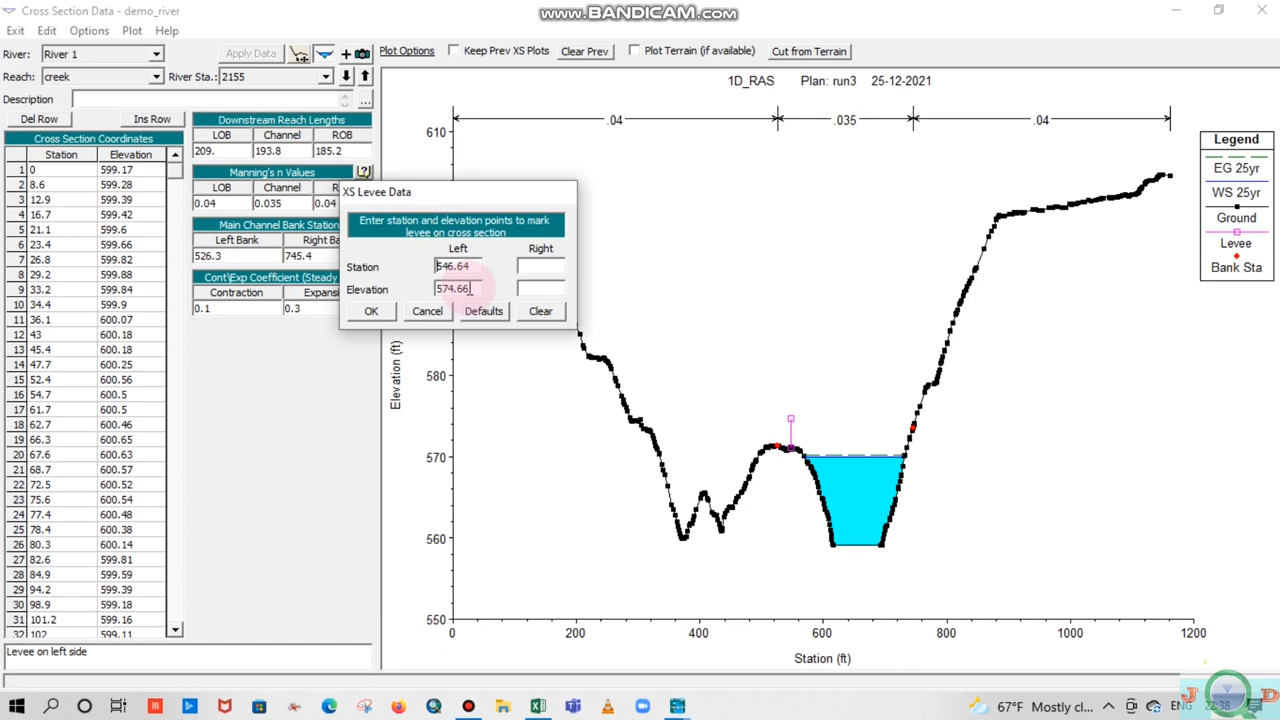 Cross Section Data - demo_river
WWW.BANDICAM.COM
Exit Edit Options Plot Help
River: River 1 Apply Data Plot Options Keep Prev XS Plots Clear Prev Plot Terrain (if available) Cut from Terrain
Reach: creek River Sta.: 2155
Description ...
Del Row Ins Row
Cross Section Coordinates
Station Elevation
1 0 599.17
2 8.6 599.28
3 12.9 599.39
4 16.7 599.42
5 21.1 599.6
6 23.4 599.66
7 26.8 599.82
8 29.2 599.88
9 33.2 599.84
10 34.4 599.9
11 36.1 600.07
12 43 600.18
13 45.4 600.18
14 47.7 600.25
15 52.4 600.56
16 54.7 600.5
17 61.7 600.5
18 62.7 600.46
19 66.3 600.65
20 67.6 600.63
21 68.7 600.57
22 72.5 600.52
23 75.6 600.54
24 77.4 600.48
25 78.4 600.38
26 80.3 600.14
27 82.6 599.81
28 84.9 599.59
29 94.2 599.39
30 98.9 599.18
31 101.2 599.16
32 102 599.11
Downstream Reach Lengths
LOB Channel ROB
209. 193.8 185.2
Manning's n Values
LOB Channel R
0.04 0.035 0.04
Main Channel Bank Station
Left Bank Right Ba
526.3 745.4
Cont\Exp Coefficient (Steady
Contraction Expans
0.1 0.3
XS Levee Data
Enter station and elevation points to mark
levee on cross section
Left Right
Station 546.64
Elevation 574.66
OK Cancel Defaults Clear
1D_RAS Plan: run3 25-12-2021
.04 .035 .04
610
580
570
560
550
Elevation (ft)
0 200 400 600 800 1000 1200
Station (ft)
Legend
EG 25yr
WS 25yr
Ground
Levee
Bank Sta
Levee on left side
67°F Mostly cl... ENG 22:38
J D